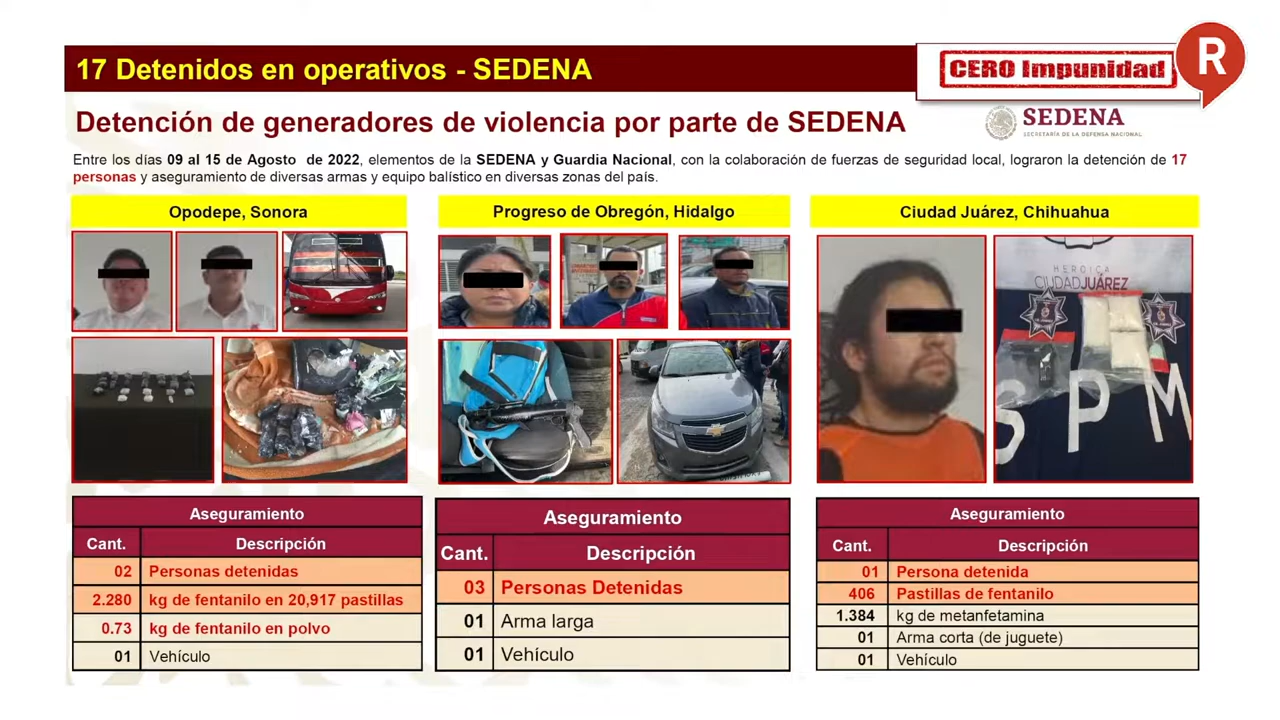 17 Detenidos en operativos - SEDENA
CERO Impunidad
R
Detención de generadores de violencia por parte de SEDENA
SEDENA
SECRETARÍA DE LA DEFENSA NACIONAL
Entre los días 09 al 15 de Agosto de 2022, elementos de la SEDENA y Guardia Nacional, con la colaboración de fuerzas de seguridad local, lograron la detención de 17
personas y aseguramiento de diversas armas y equipo balístico en diversas zonas del país.
Opodepe, Sonora
Progreso de Obregón, Hidalgo
Ciudad Juárez, Chihuahua
HEROICA
CIUDADJUÁREZ
S P M
Aseguramiento
Cant. Descripción
02 Personas detenidas
2.280 kg de fentanilo en 20,917 pastillas
0.73 kg de fentanilo en polvo
01 Vehículo
Aseguramiento
Cant. Descripción
03 Personas Detenidas
01 Arma larga
01 Vehículo
Aseguramiento
Cant. Descripción
01 Persona detenida
406 Pastillas de fentanilo
1.384 kg de metanfetamina
01 Arma corta (de juguete)
01 Vehículo